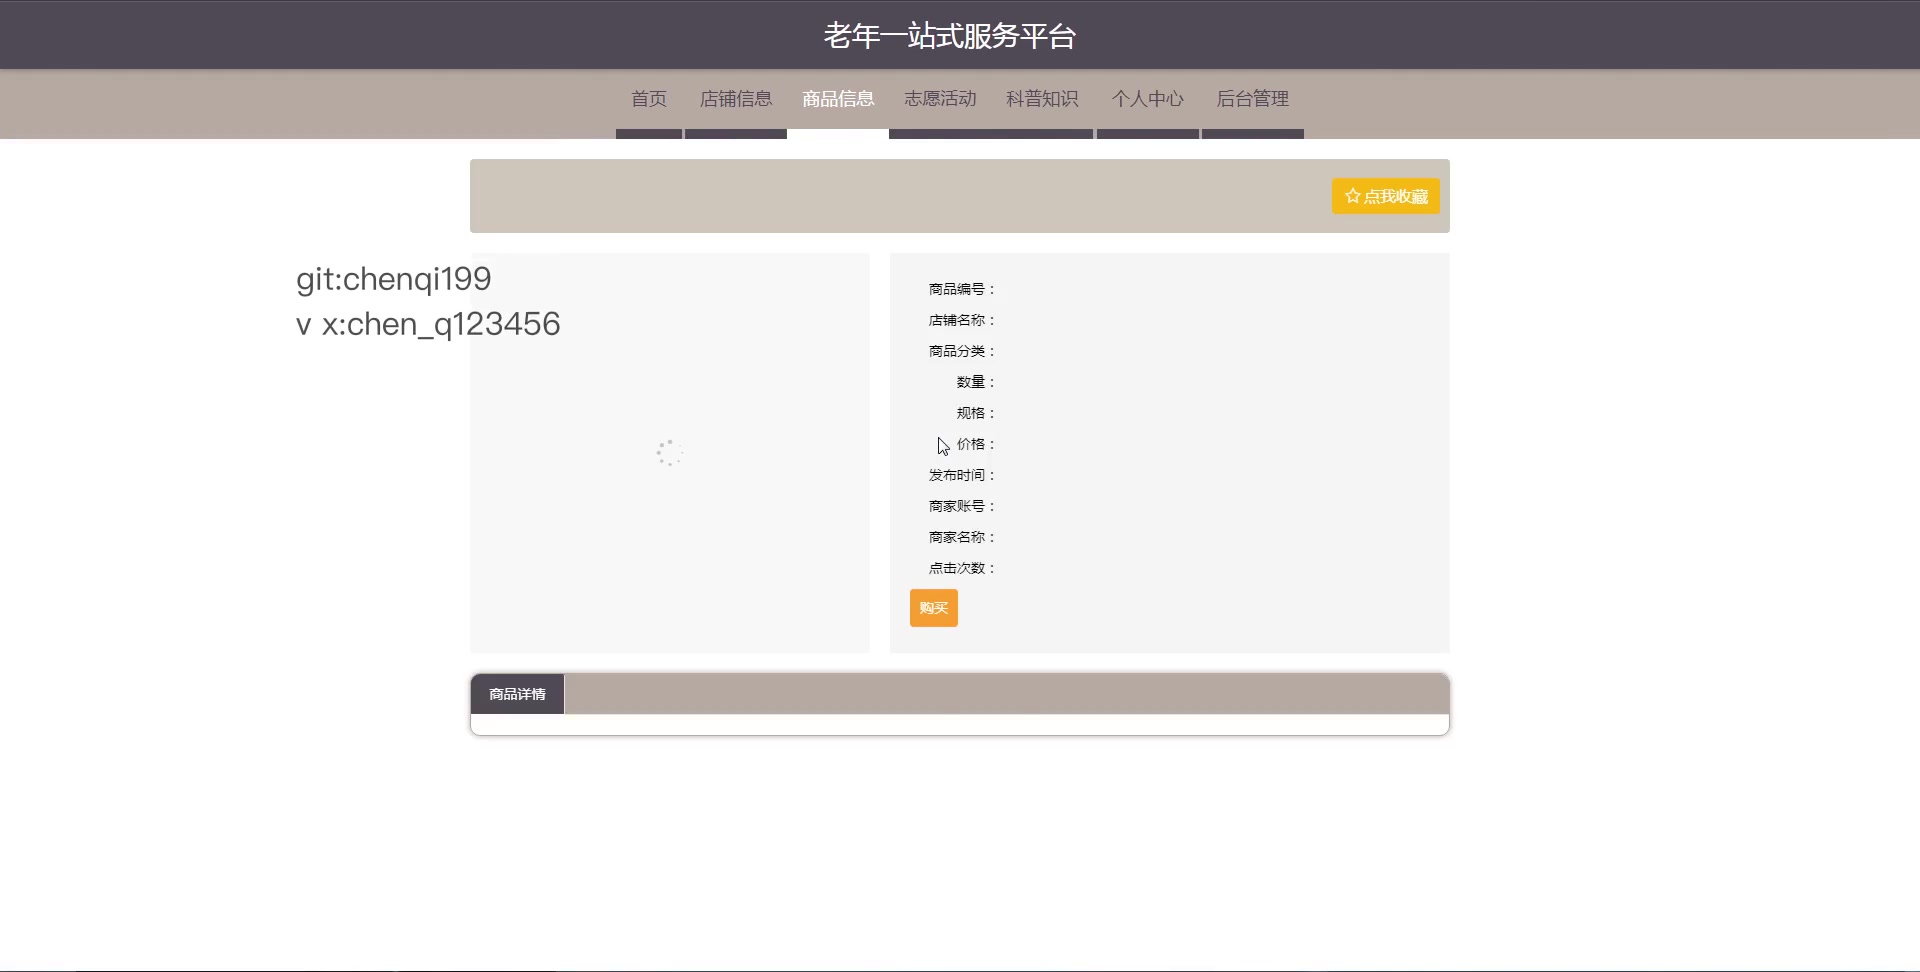 老年一站式服务平台
首页 店铺信息 商品信息 志愿活动 科普知识 个人中心 后台管理
点我收藏
git:chenqi199
v x:chen_q123456
商品编号：
店铺名称：
商品分类：
数量：
规格：
价格：
发布时间：
商家账号：
商家名称：
点击次数：
购买
商品详情